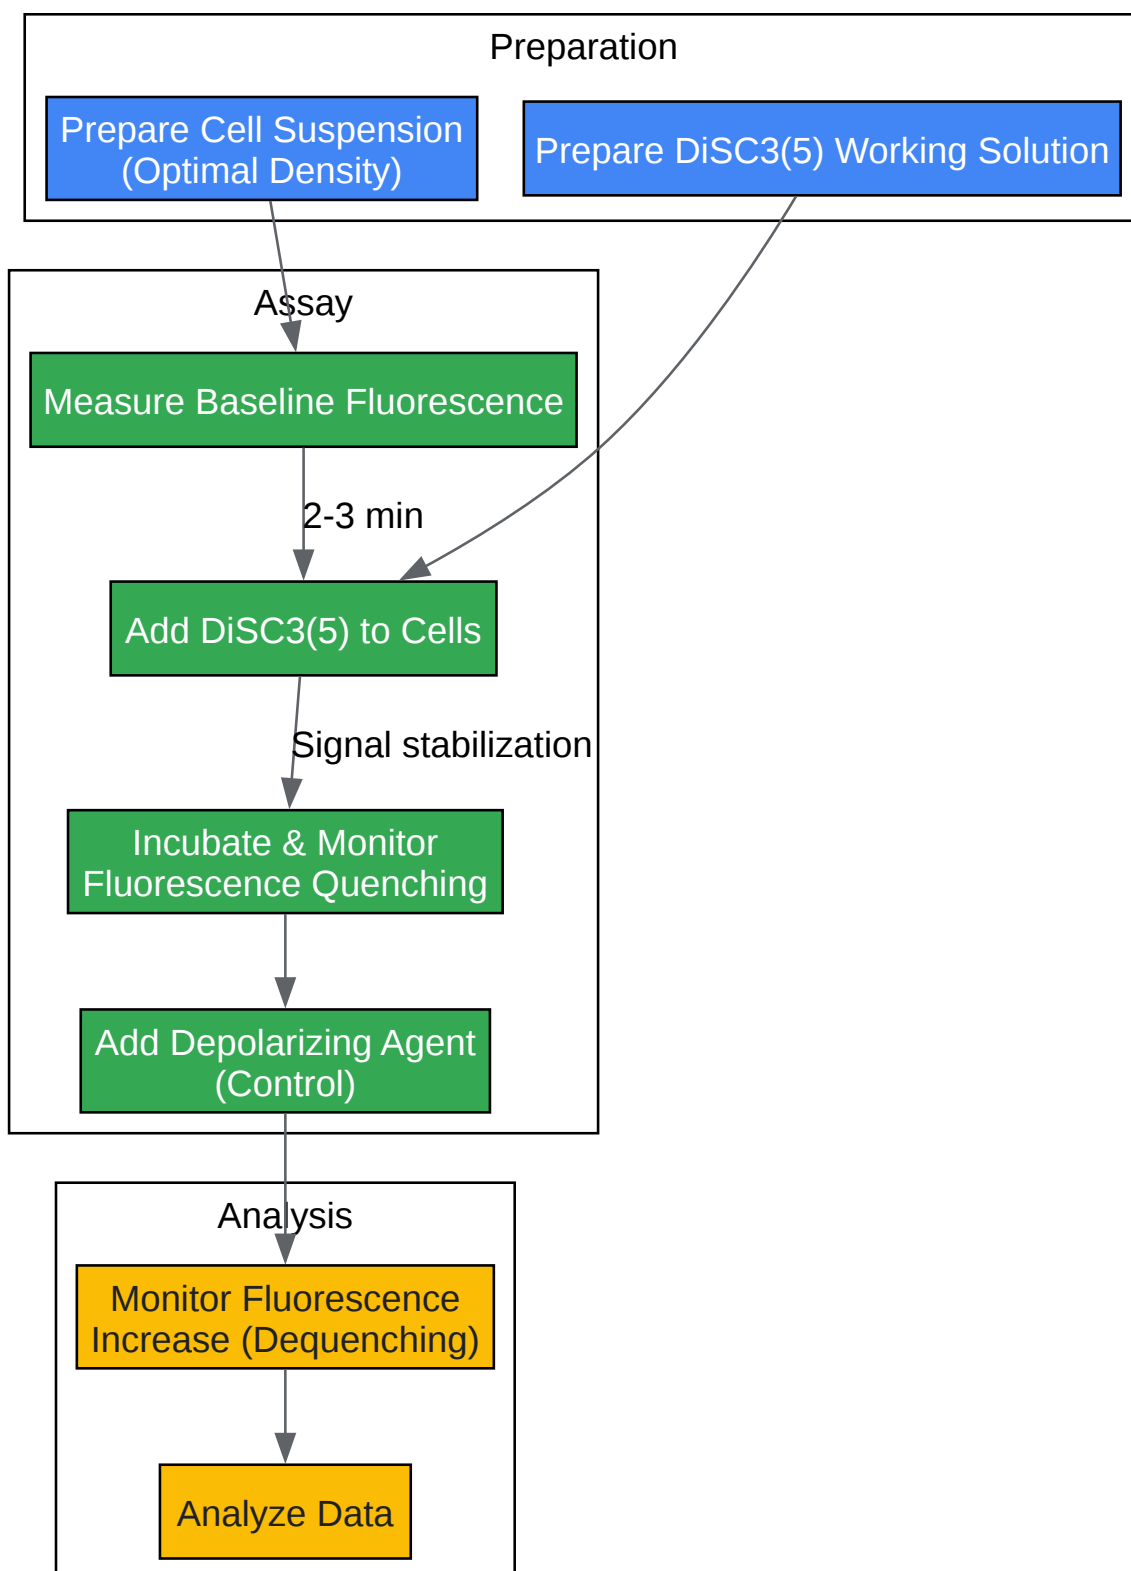 Preparation
Prepare Cell Suspension
(Optimal Density)
Prepare DiSC3(5) Working Solution
Assay
Measure Baseline Fluorescence
2-3 min
Add DiSC3(5) to Cells
Signal stabilization
Incubate & Monitor
Fluorescence Quenching
Add Depolarizing Agent
(Control)
Analysis
Monitor Fluorescence
Increase (Dequenching)
Analyze Data